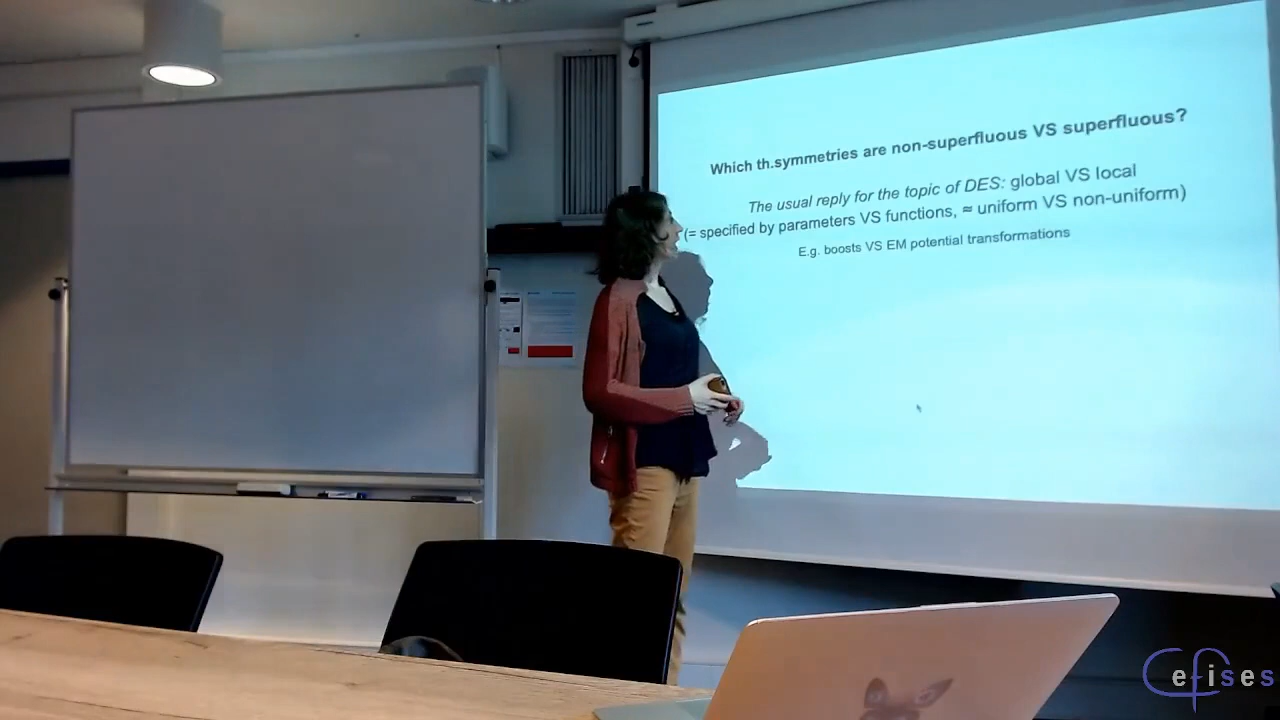 Which th.symmetries are non-superfluous VS superfluous?
The usual reply for the topic of DES: global VS local
(= specified by parameters VS functions, ≈ uniform VS non-uniform)
E.g. boosts VS EM potential transformations
efises